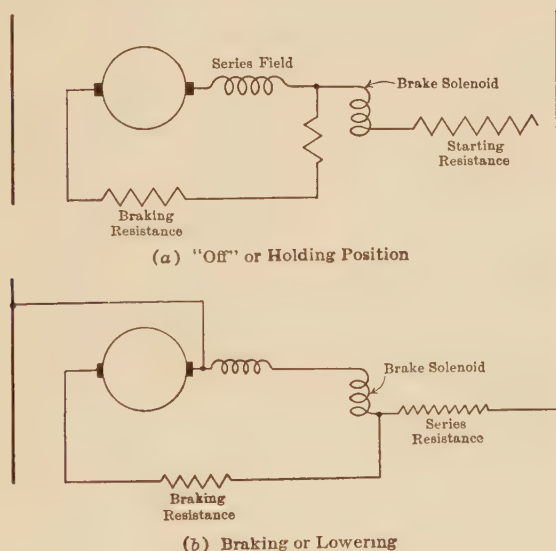 Series Field
Brake Solenoid
Starting
Resistance
Braking
Resistance
(a) "Off" or Holding Position
Brake Solenoid
Series
Resistance
Braking
Resistance
(b) Braking or Lowering